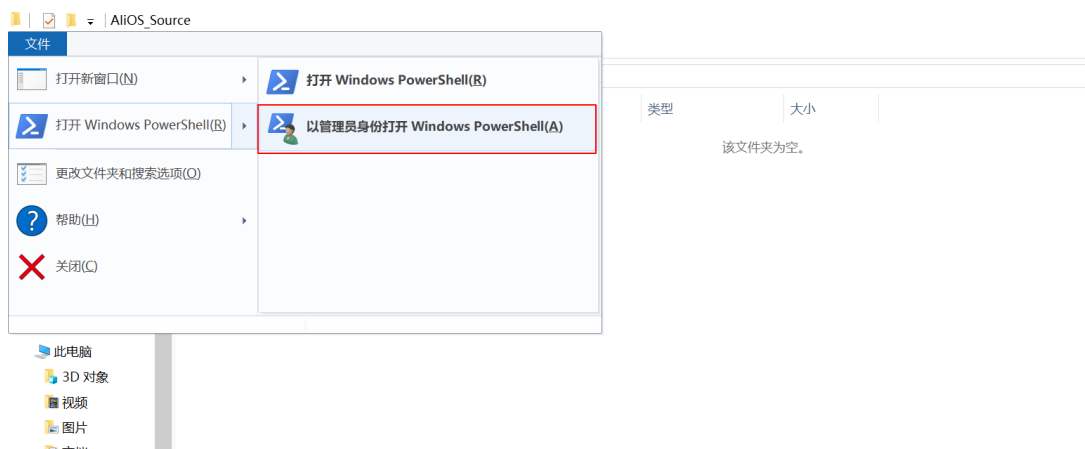 AliOS_Source
文件
打开新窗口(N)
打开 Windows PowerShell(R)
更改文件夹和搜索选项(O)
帮助(H)
关闭(C)
打开 Windows PowerShell(R)
以管理员身份打开 Windows PowerShell(A)
类型
大小
该文件夹为空。
此电脑
3D 对象
视频
图片